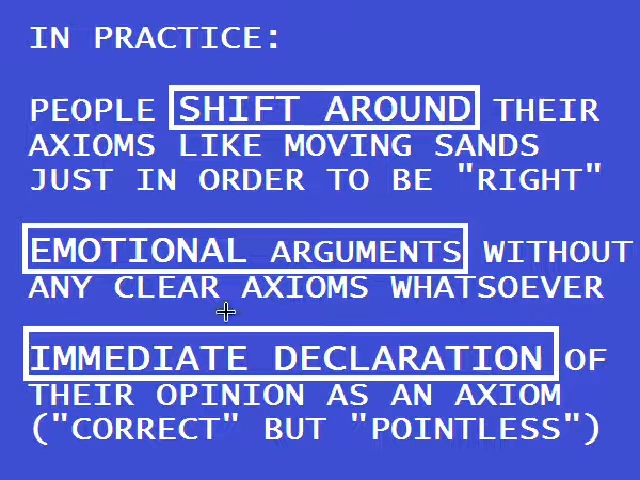 IN PRACTICE:
PEOPLE SHIFT AROUND THEIR
AXIOMS LIKE MOVING SANDS
JUST IN ORDER TO BE "RIGHT"
EMOTIONAL ARGUMENTS WITHOUT
ANY CLEAR AXIOMS WHATSOEVER
IMMEDIATE DECLARATION OF
THEIR OPINION AS AN AXIOM
("CORRECT" BUT "POINTLESS")